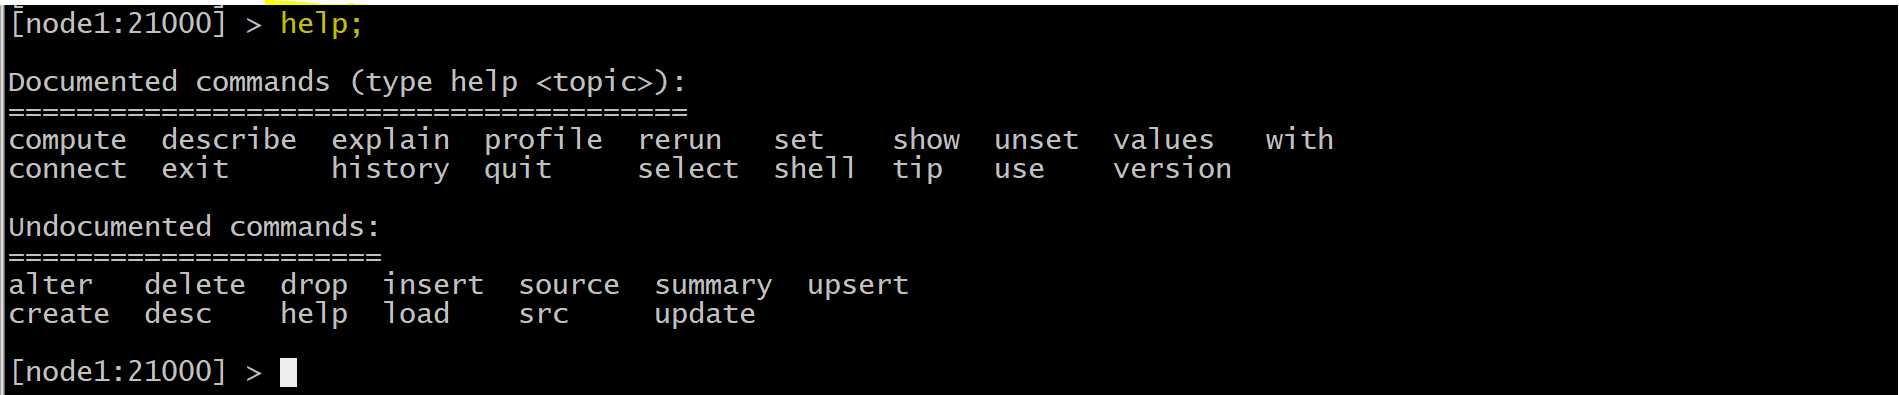 [node1:21000] > help;
Documented commands (type help <topic>):
========================================
compute  describe  explain  profile  rerun   set    show  unset  values   with
connect  exit      history  quit     select  shell  tip   use    version
Undocumented commands:
======================
alter   delete  drop  insert  source  summary  upsert
create  desc    help  load    src     update
[node1:21000] >